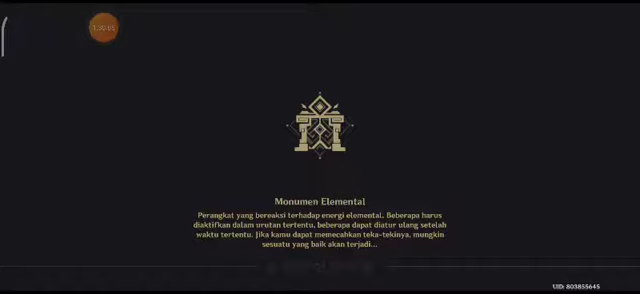 Monumen Elemental
Perangkat yang bereaksi terhadap energi elemental. Beberapa harus
diaktifkan dalam urutan tertentu, beberapa dapat diatur ulang setelah
waktu tertentu. Jika kamu dapat memecahkan teka-tekinya, mungkin
sesuatu yang baik akan terjadi...
UID: 803855645